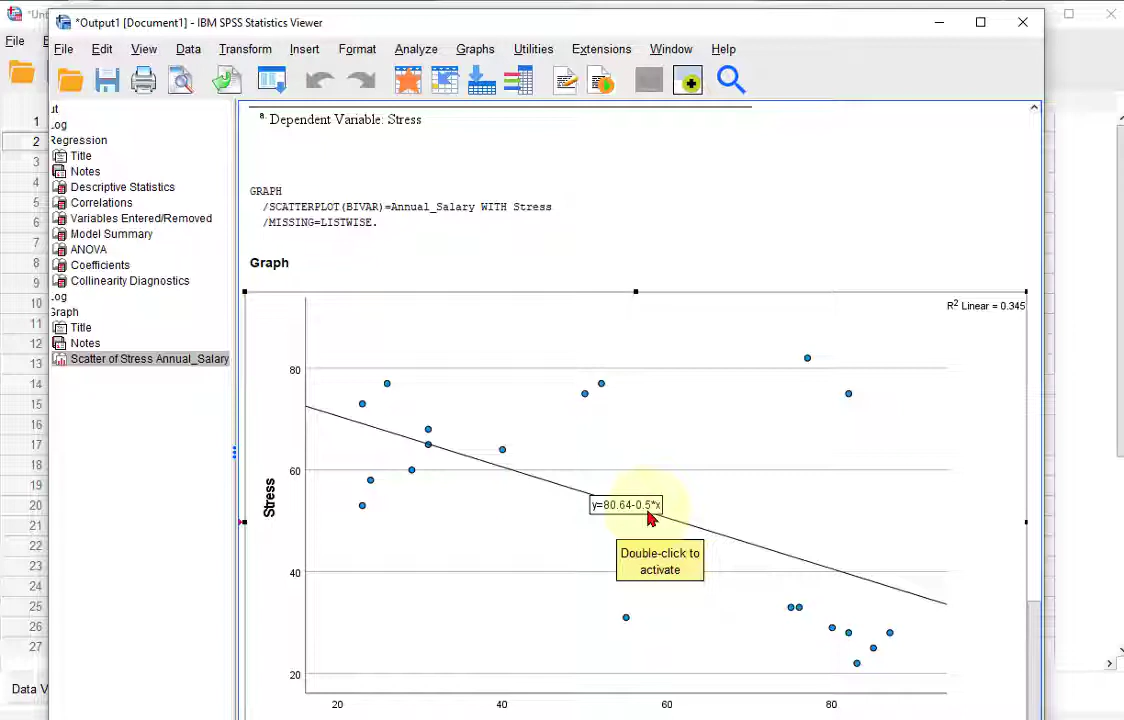 *Output1 [Document1] - IBM SPSS Statistics Viewer
File Edit View Data Transform Insert Format Analyze Graphs Utilities Extensions Window Help
File
1
2
3
4
5
6
7
8
9
10
11
12
13
14
15
16
17
18
19
20
21
22
23
24
25
26
27
Data V
ut
Log
Regression
Title
Notes
Descriptive Statistics
Correlations
Variables Entered/Removed
Model Summary
ANOVA
Coefficients
Collinearity Diagnostics
Log
Graph
Title
Notes
Scatter of Stress Annual_Salary
a. Dependent Variable: Stress
GRAPH
/SCATTERPLOT(BIVAR)=Annual_Salary WITH Stress
/MISSING=LISTWISE.
Graph
R2 Linear = 0.345
80
60
40
20
Stress
y=80.64-0.5*x
Double-click to
activate
20 40 60 80